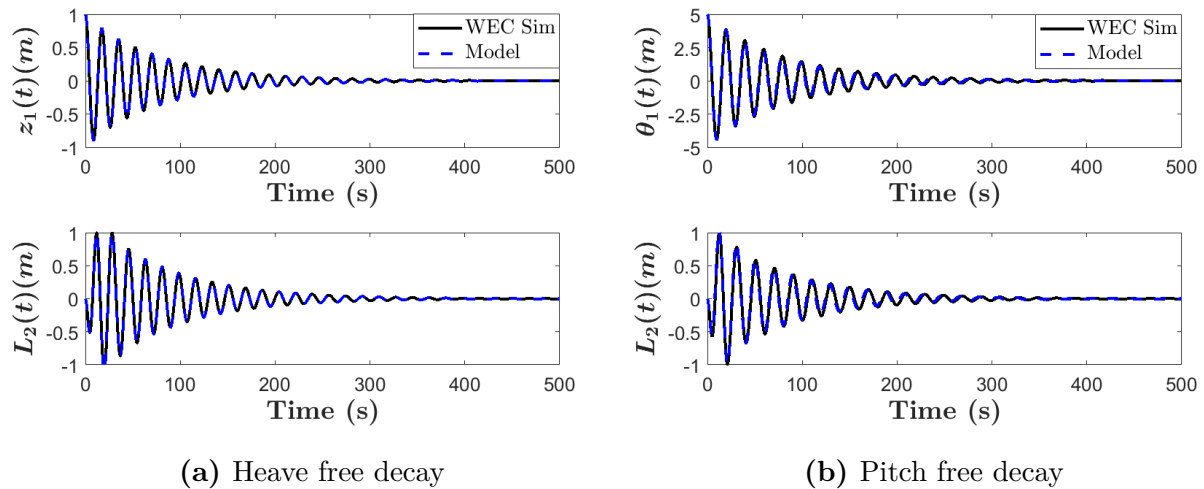 1
0.5
0
-0.5
-1
z₁(t)(m)
WEC Sim
Model
0 100 200 300 400 500
Time (s)
1
0.5
0
-0.5
-1
L₂(t)(m)
0 100 200 300 400 500
Time (s)
(a) Heave free decay
5
2.5
0
-2.5
-5
θ₁(t)(m)
WEC Sim
Model
0 100 200 300 400 500
Time (s)
1
0.5
0
-0.5
-1
L₂(t)(m)
0 100 200 300 400 500
Time (s)
(b) Pitch free decay